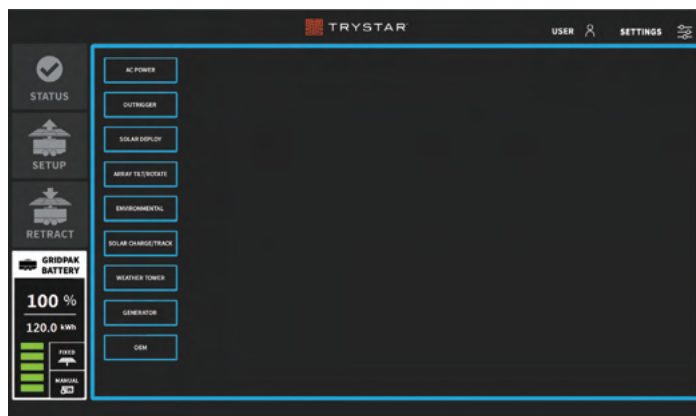 TRYSTAR
USER
SETTINGS
STATUS
SETUP
RETRACT
GRIDPAK
BATTERY
100 %
120.0 kWh
FIXED
MANUAL
AC POWER
OUTRIGGER
SOLAR DEPLOY
ARRAY TILT/ROTATE
ENVIRONMENTAL
SOLAR CHARGE/TRACK
WEATHER TOWER
GENERATOR
OEM